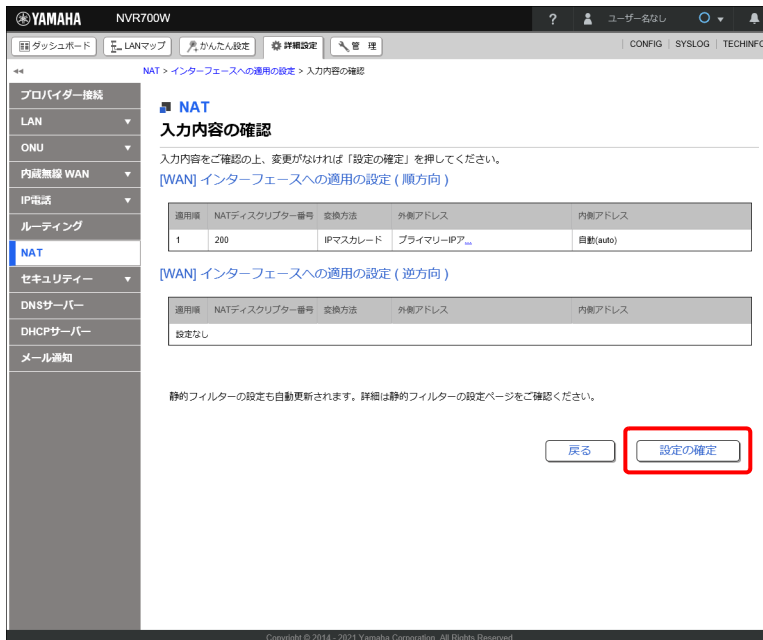 YAMAHA NVR700W ? ユーザー名なし
ダッシュボード LANマップ かんたん設定 詳細設定 管 理 CONFIG SYSLOG TECHINFO
NAT > インターフェースへの適用の設定 > 入力内容の確認
プロバイダー接続
LAN
ONU
内蔵無線 WAN
IP電話
ルーティング
NAT
セキュリティー
DNSサーバー
DHCPサーバー
メール通知
NAT
入力内容の確認
入力内容をご確認の上、変更がなければ「設定の確定」を押してください。
[WAN] インターフェースへの適用の設定 ( 順方向 )
適用順 NATディスクリプター番号 変換方法 外側アドレス 内側アドレス
1 200 IPマスカレード プライマリーIPア... 自動(auto)
[WAN] インターフェースへの適用の設定 ( 逆方向 )
適用順 NATディスクリプター番号 変換方法 外側アドレス 内側アドレス
設定なし
静的フィルターの設定も自動更新されます。詳細は静的フィルターの設定ページをご確認ください。
戻る 設定の確定
Copyright © 2014 - 2021 Yamaha Corporation. All Rights Reserved.